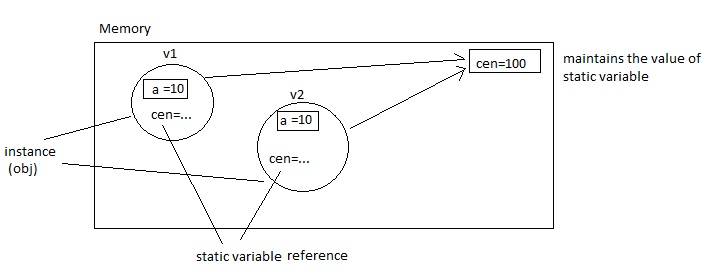 Memory
v1
a =10
cen=...
v2
a =10
cen=...
cen=100
maintains the value of
static variable
instance
(obj)
static variable reference